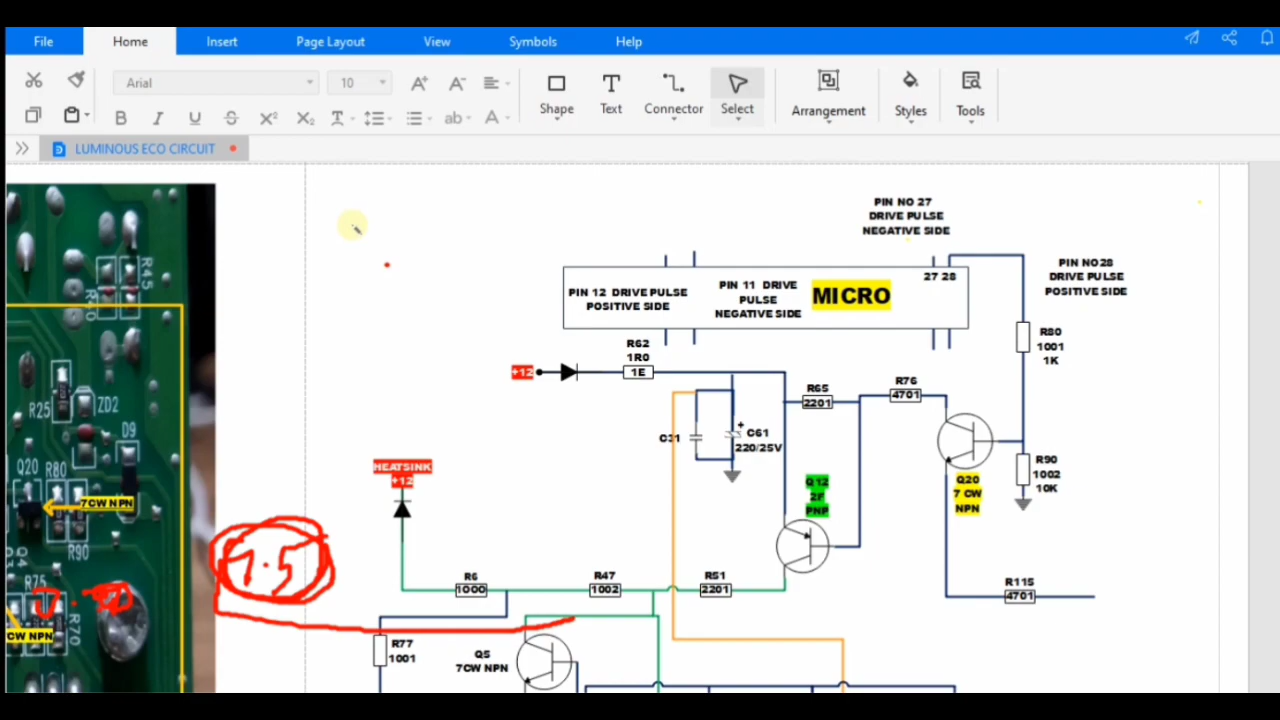 File Home Insert Page Layout View Symbols Help
Arial 10
Shape Text Connector Select Arrangement Styles Tools
LUMINOUS ECO CIRCUIT
PIN NO 27
DRIVE PULSE
NEGATIVE SIDE
PIN NO28
DRIVE PULSE
POSITIVE SIDE
27 28
PIN 12 DRIVE PULSE
POSITIVE SIDE
PIN 11 DRIVE
PULSE
NEGATIVE SIDE
MICRO
R62
1R0
1E
+12
R80
1001
1K
R65
2201
R76
4701
C31
+
C61
220/25V
HEATSINK
+12
Q12
2F
PNP
Q20
7 CW
NPN
R90
1002
10K
R6
1000
R47
1002
R51
2201
R115
4701
R77
1001
Q5
7CW NPN
7.5
R45
R40
R25
ZD2
D9
Q20
R80
7CW NPN
R90
R75
R70
CW NPN